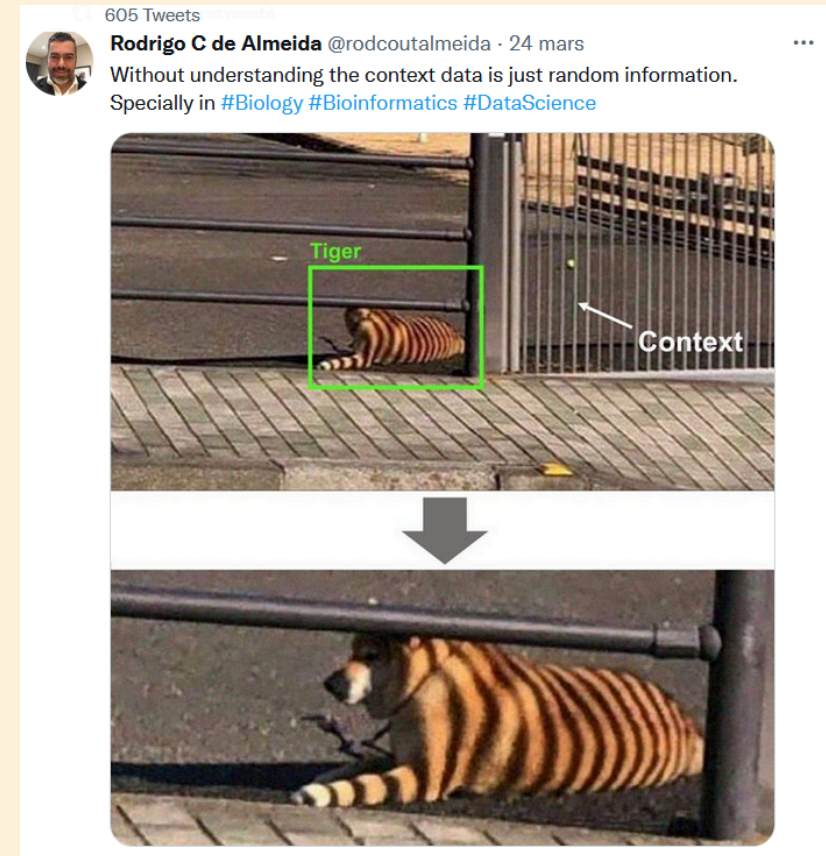 605 Tweets
Rodrigo C de Almeida @rodcoutalmeida · 24 mars
Without understanding the context data is just random information.
Specially in #Biology #Bioinformatics #DataScience
Tiger
Context